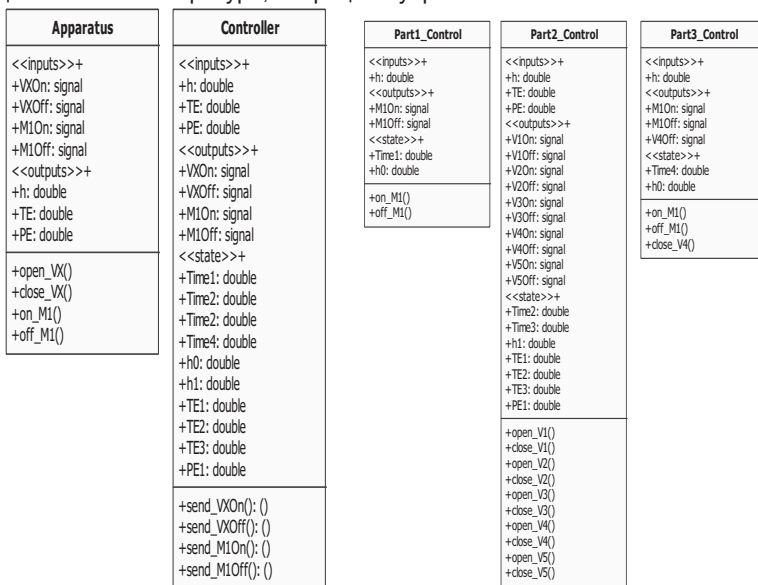 Apparatus
<<inputs>>+
+VXOn: signal
+VXOff: signal
+M1On: signal
+M1Off: signal
<<outputs>>+
+h: double
+TE: double
+PE: double
+open_VX()
+close_VX()
+on_M1()
+off_M1()
Controller
<<inputs>>+
+h: double
+TE: double
+PE: double
<<outputs>>+
+VXOn: signal
+VXOff: signal
+M1On: signal
+M1Off: signal
<<state>>+
+Time1: double
+Time2: double
+Time2: double
+Time4: double
+h0: double
+h1: double
+TE1: double
+TE2: double
+TE3: double
+PE1: double
+send_VXOn(): ()
+send_VXOff(): ()
+send_M1On(): ()
+send_M1Off(): ()
Part1_Control
<<inputs>>+
+h: double
<<outputs>>+
+M1On: signal
+M1Off: signal
<<state>>+
+Time1: double
+h0: double
+on_M1()
+off_M1()
Part2_Control
<<inputs>>+
+h: double
+TE: double
+PE: double
<<outputs>>+
+V1On: signal
+V1Off: signal
+V2On: signal
+V2Off: signal
+V3On: signal
+V3Off: signal
+V4On: signal
+V4Off: signal
+V5On: signal
+V5Off: signal
<<state>>+
+Time2: double
+Time3: double
+h1: double
+TE1: double
+TE2: double
+TE3: double
+PE1: double
+open_V1()
+close_V1()
+open_V2()
+close_V2()
+open_V3()
+close_V3()
+open_V4()
+close_V4()
+open_V5()
+close_V5()
Part3_Control
<<inputs>>+
+h: double
<<outputs>>+
+M1On: signal
+M1Off: signal
+V4Off: signal
<<state>>+
+Time4: double
+h0: double
+on_M1()
+off_M1()
+close_V4()